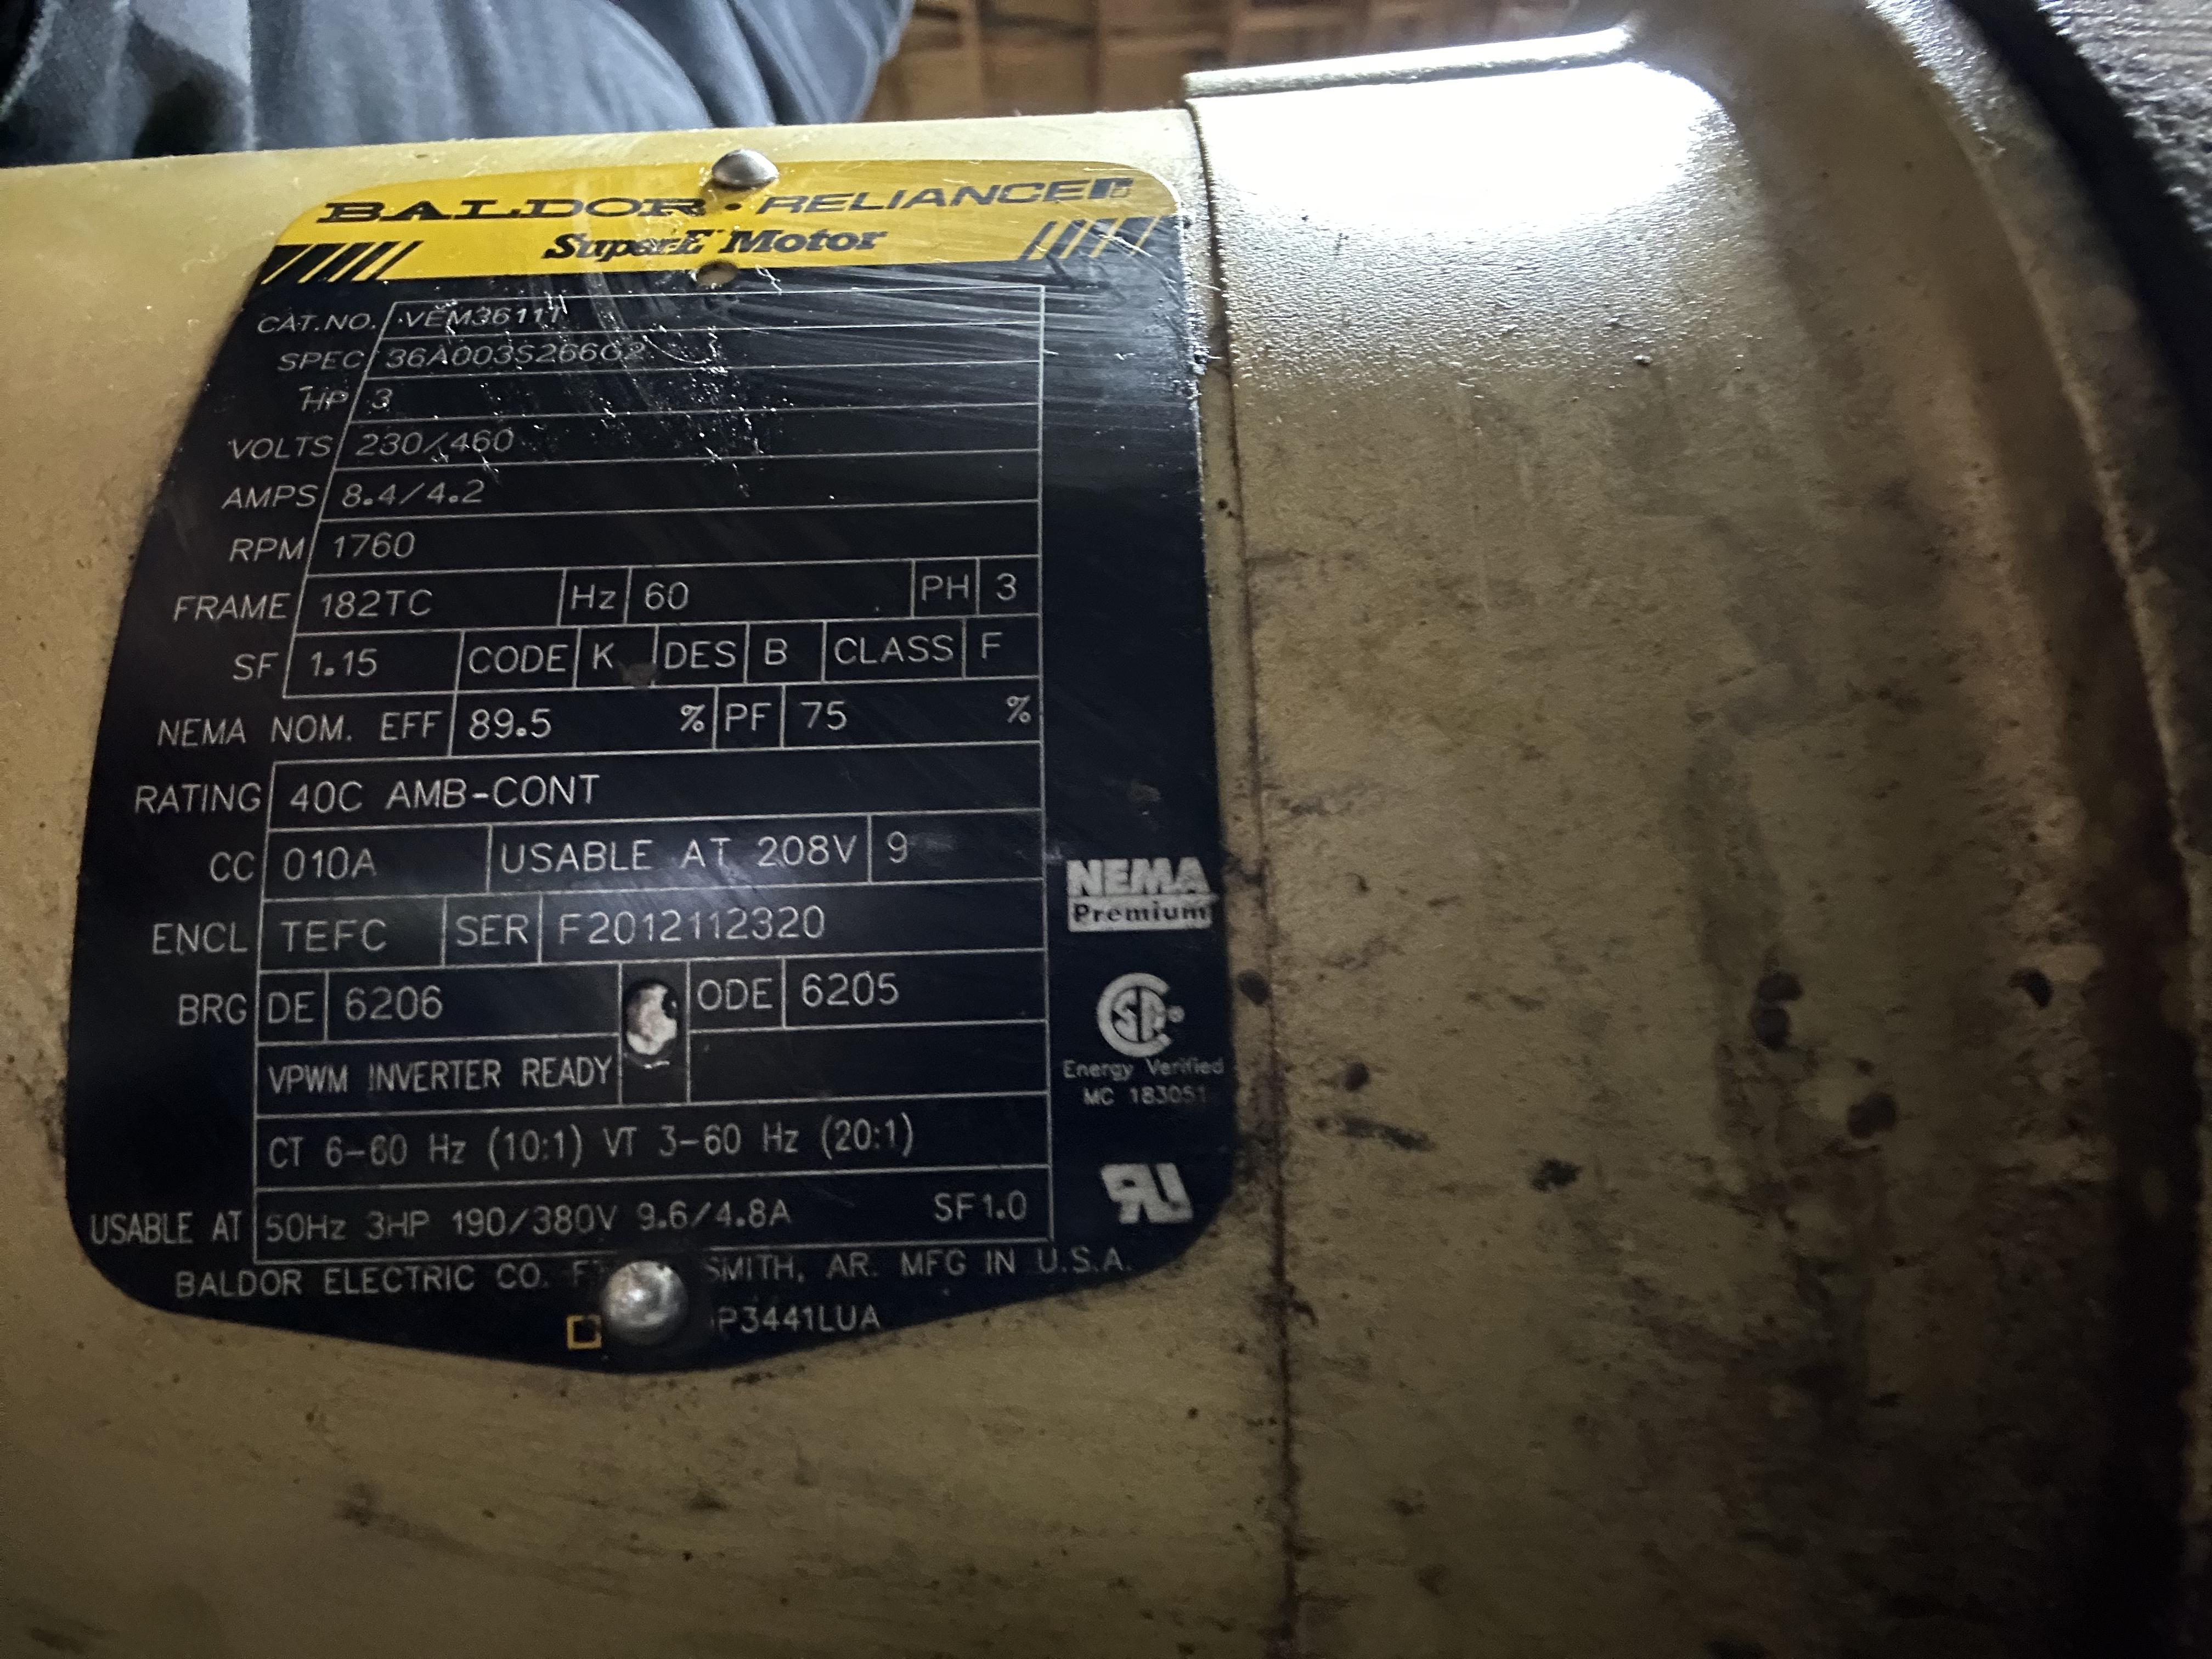 BALDOR • RELIANCE
Super-E Motor
CAT.NO. VEM3611T
SPEC 36A003S266G2
HP 3
VOLTS 230/460
AMPS 8.4/4.2
RPM 1760
FRAME 182TC Hz 60 PH 3
SF 1.15 CODE K DES B CLASS F
NEMA NOM. EFF 89.5 % PF 75 %
RATING 40C AMB-CONT
CC 010A USABLE AT 208V 9
ENCL TEFC SER F2012112320
BRG DE 6206 ODE 6205
VPWM INVERTER READY
CT 6-60 Hz (10:1) VT 3-60 Hz (20:1)
USABLE AT 50Hz 3HP 190/380V 9.6/4.8A SF1.0
BALDOR ELECTRIC CO. SMITH, AR. MFG IN U.S.A.
P3441LUA
NEMA
Premium
CSA®
Energy Verified
MC 183051
RU